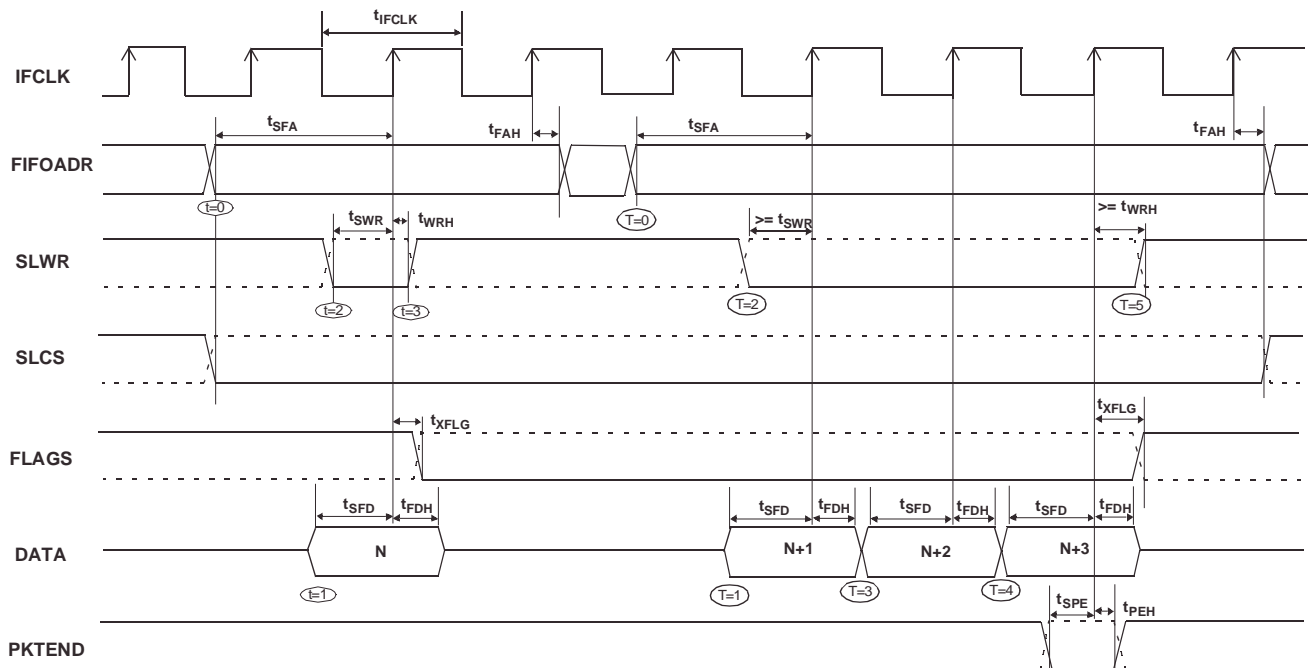 tIFCLK
IFCLK
tSFA
tFAH
tSFA
tFAH
FIFOADR
t=0
T=0
tSWR
tWRH
>= tSWR
>= tWRH
SLWR
t=2
t=3
T=2
T=5
SLCS
tXFLG
tXFLG
FLAGS
tSFD
tFDH
tSFD
tFDH
tSFD
tFDH
tSFD
tFDH
DATA
N
N+1
N+2
N+3
t=1
T=1
T=3
T=4
tSPE
tPEH
PKTEND